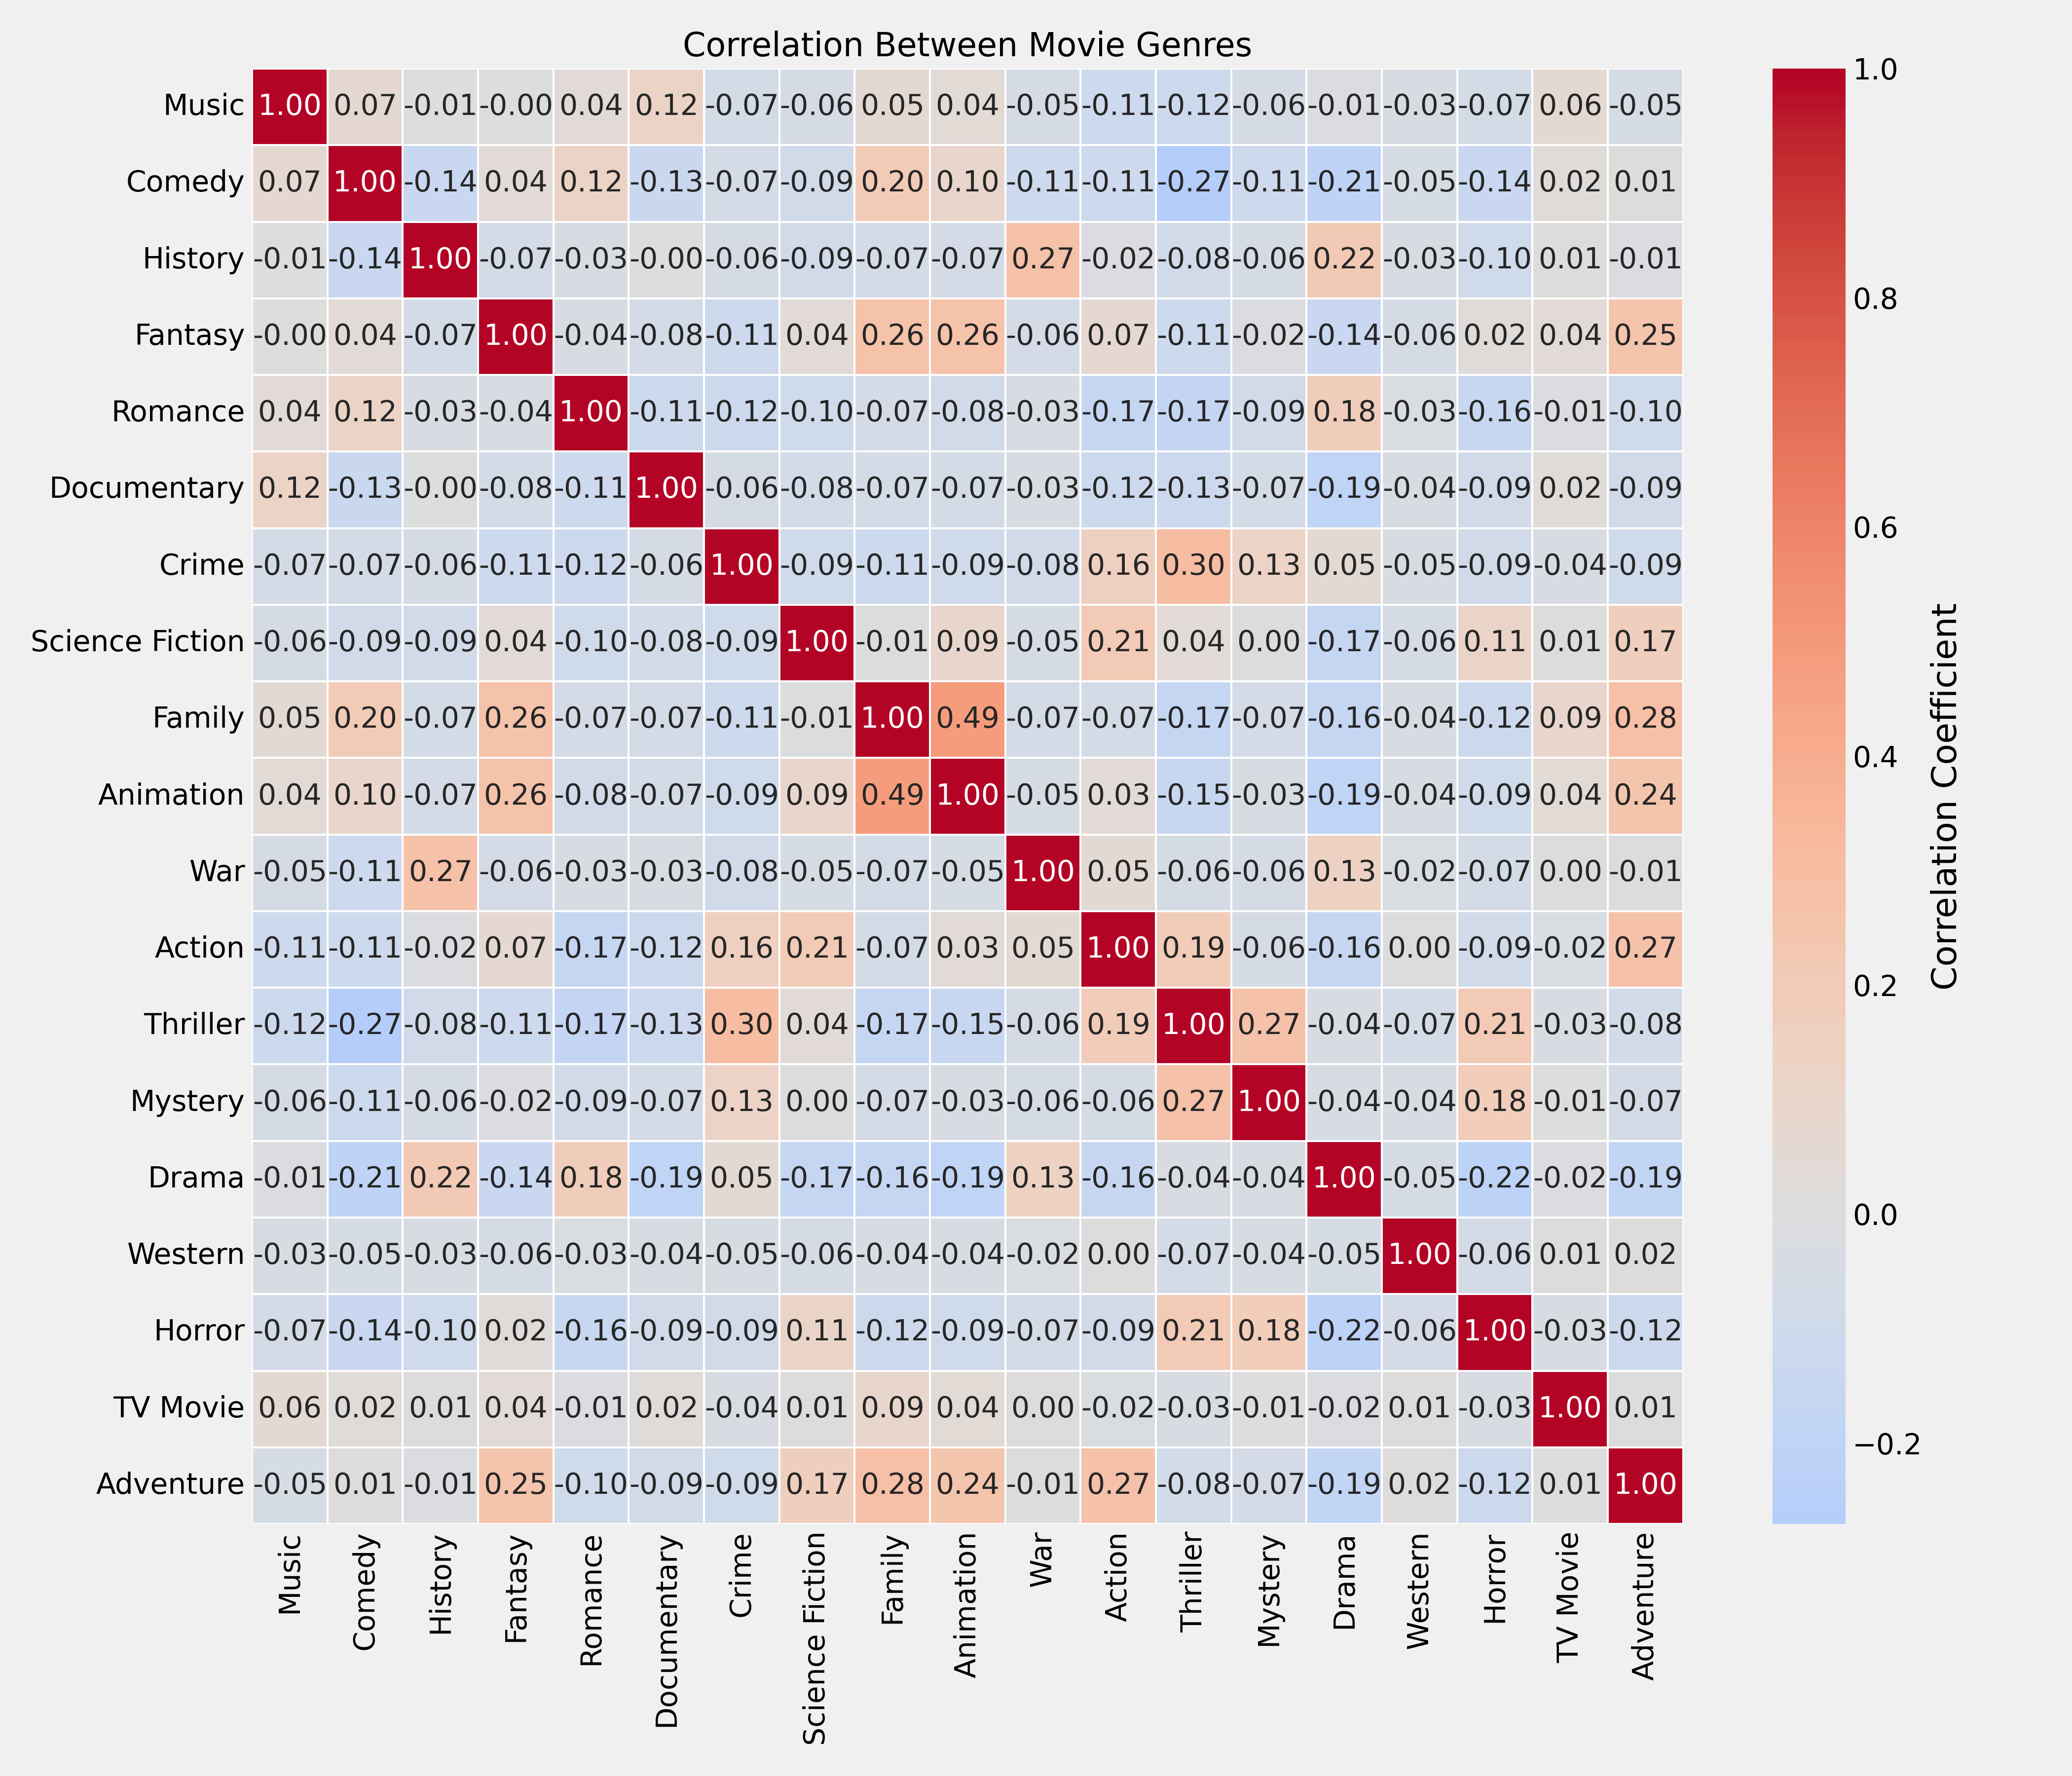 Correlation Between Movie Genres
Music 1.00 0.07 -0.01 -0.00 0.04 0.12 -0.07 -0.06 0.05 0.04 -0.05 -0.11 -0.12 -0.06 -0.01 -0.03 -0.07 0.06 -0.05
Comedy 0.07 1.00 -0.14 0.04 0.12 -0.13 -0.07 -0.09 0.20 0.10 -0.11 -0.11 -0.27 -0.11 -0.21 -0.05 -0.14 0.02 0.01
History -0.01 -0.14 1.00 -0.07 -0.03 -0.00 -0.06 -0.09 -0.07 -0.07 0.27 -0.02 -0.08 -0.06 0.22 -0.03 -0.10 0.01 -0.01
Fantasy -0.00 0.04 -0.07 1.00 -0.04 -0.08 -0.11 0.04 0.26 0.26 -0.06 0.07 -0.11 -0.02 -0.14 -0.06 0.02 0.04 0.25
Romance 0.04 0.12 -0.03 -0.04 1.00 -0.11 -0.12 -0.10 -0.07 -0.08 -0.03 -0.17 -0.17 -0.09 0.18 -0.03 -0.16 -0.01 -0.10
Documentary 0.12 -0.13 -0.00 -0.08 -0.11 1.00 -0.06 -0.08 -0.07 -0.07 -0.03 -0.12 -0.13 -0.07 -0.19 -0.04 -0.09 0.02 -0.09
Crime -0.07 -0.07 -0.06 -0.11 -0.12 -0.06 1.00 -0.09 -0.11 -0.09 -0.08 0.16 0.30 0.13 0.05 -0.05 -0.09 -0.04 -0.09
Science Fiction -0.06 -0.09 -0.09 0.04 -0.10 -0.08 -0.09 1.00 -0.01 0.09 -0.05 0.21 0.04 0.00 -0.17 -0.06 0.11 0.01 0.17
Family 0.05 0.20 -0.07 0.26 -0.07 -0.07 -0.11 -0.01 1.00 0.49 -0.07 -0.07 -0.17 -0.07 -0.16 -0.04 -0.12 0.09 0.28
Animation 0.04 0.10 -0.07 0.26 -0.08 -0.07 -0.09 0.09 0.49 1.00 -0.05 0.03 -0.15 -0.03 -0.19 -0.04 -0.09 0.04 0.24
War -0.05 -0.11 0.27 -0.06 -0.03 -0.03 -0.08 -0.05 -0.07 -0.05 1.00 0.05 -0.06 -0.06 0.13 -0.02 -0.07 0.00 -0.01
Action -0.11 -0.11 -0.02 0.07 -0.17 -0.12 0.16 0.21 -0.07 0.03 0.05 1.00 0.19 -0.06 -0.16 0.00 -0.09 -0.02 0.27
Thriller -0.12 -0.27 -0.08 -0.11 -0.17 -0.13 0.30 0.04 -0.17 -0.15 -0.06 0.19 1.00 0.27 -0.04 -0.07 0.21 -0.03 -0.08
Mystery -0.06 -0.11 -0.06 -0.02 -0.09 -0.07 0.13 0.00 -0.07 -0.03 -0.06 -0.06 0.27 1.00 -0.04 -0.04 0.18 -0.01 -0.07
Drama -0.01 -0.21 0.22 -0.14 0.18 -0.19 0.05 -0.17 -0.16 -0.19 0.13 -0.16 -0.04 -0.04 1.00 -0.05 -0.22 -0.02 -0.19
Western -0.03 -0.05 -0.03 -0.06 -0.03 -0.04 -0.05 -0.06 -0.04 -0.04 -0.02 0.00 -0.07 -0.04 -0.05 1.00 -0.06 0.01 0.02
Horror -0.07 -0.14 -0.10 0.02 -0.16 -0.09 -0.09 0.11 -0.12 -0.09 -0.07 -0.09 0.21 0.18 -0.22 -0.06 1.00 -0.03 -0.12
TV Movie 0.06 0.02 0.01 0.04 -0.01 0.02 -0.04 0.01 0.09 0.04 0.00 -0.02 -0.03 -0.01 -0.02 0.01 -0.03 1.00 0.01
Adventure -0.05 0.01 -0.01 0.25 -0.10 -0.09 -0.09 0.17 0.28 0.24 -0.01 0.27 -0.08 -0.07 -0.19 0.02 -0.12 0.01 1.00
Music Comedy History Fantasy Romance Documentary Crime Science Fiction Family Animation War Action Thriller Mystery Drama Western Horror TV Movie Adventure
1.0
0.8
0.6
0.4
0.2
0.0
−0.2
Correlation Coefficient